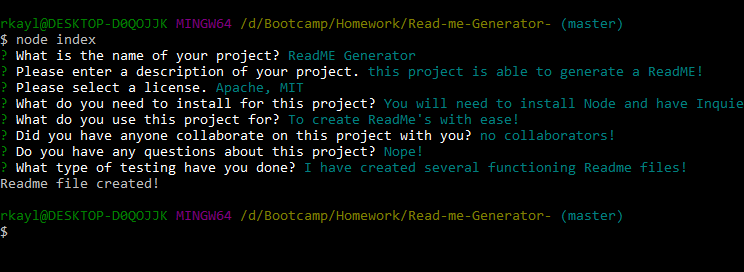 rkayl@DESKTOP-D0QOJJK MINGW64 /d/Bootcamp/Homework/Read-me-Generator- (master)
$ node index
? What is the name of your project? ReadME Generator
? Please enter a description of your project. this project is able to generate a ReadME!
? Please select a license. Apache, MIT
? What do you need to install for this project? You will need to install Node and have Inquie
? What do you use this project for? To create ReadMe's with ease!
? Did you have anyone collaborate on this project with you? no collaborators!
? Do you have any questions about this project? Nope!
? What type of testing have you done? I have created several functioning Readme files!
Readme file created!
rkayl@DESKTOP-D0QOJJK MINGW64 /d/Bootcamp/Homework/Read-me-Generator- (master)
$